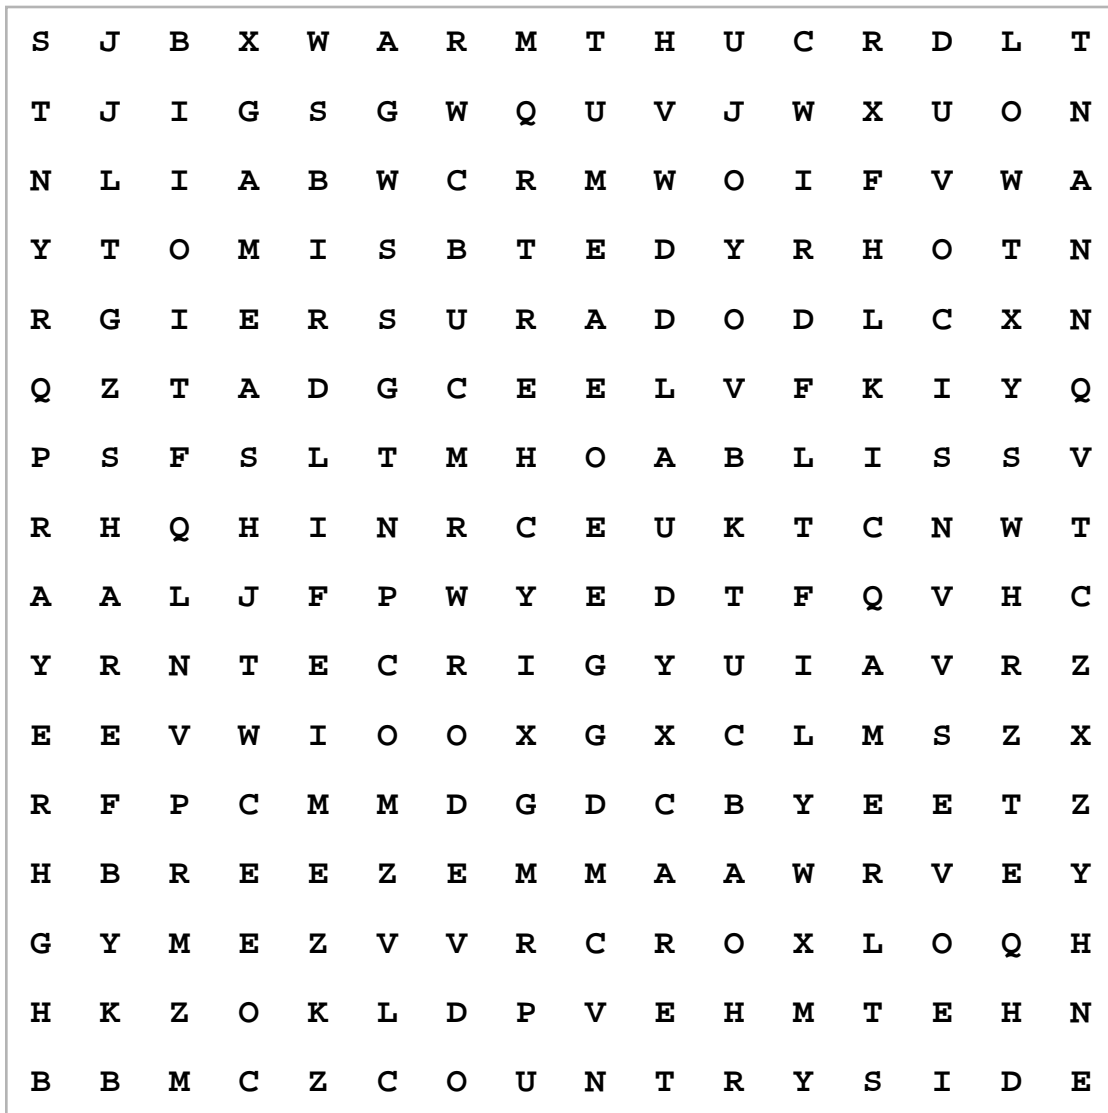 S J B X W A R M T H U C R D L T
T J I G S G W Q U V J W X U O N
N L I A B W C R M W O I F V W A
Y T O M I S B T E D Y R H O T N
R G I E R S U R A D O D L C X N
Q Z T A D G C E E L V F K I Y Q
P S F S L T M H O A B L I S S V
R H Q H I N R C E U K T C N W T
A A L J F P W Y E D T F Q V H C
Y R N T E C R I G Y U I A V R Z
E E V W I O O X G X C L M S Z X
R F P C M M D G D C B Y E E T Z
H B R E E Z E M M A A W R V E Y
G Y M E Z V V R C R O X L O Q H
H K Z O K L D P V E H M T E H N
B B M C Z C O U N T R Y S I D E